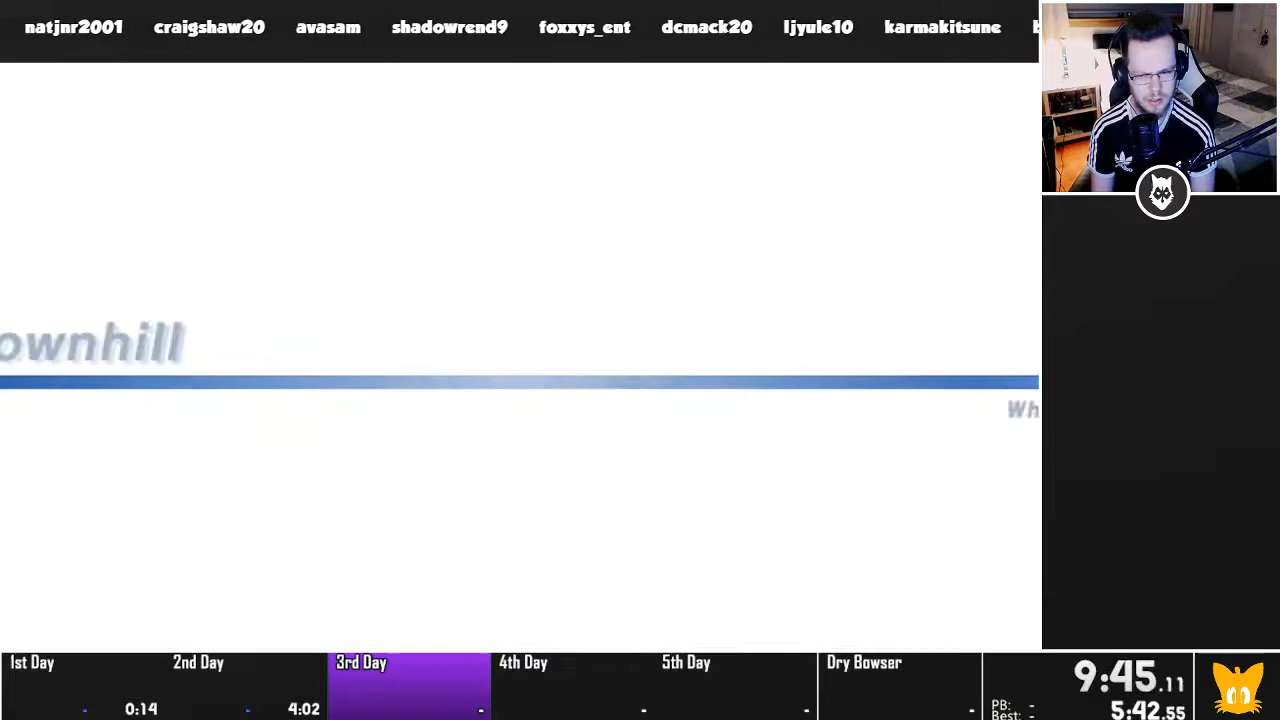 natjnr2001 craigshaw20 avasam shadowrend9 foxxys_ent dcmack20 ljyule10 karmakitsune
ownhill
Wh
1st Day 2nd Day 3rd Day 4th Day 5th Day Dry Bowser
- 0:14 - 4:02 - - - -
9:45.11
PB: -
Best: - 5:42.55